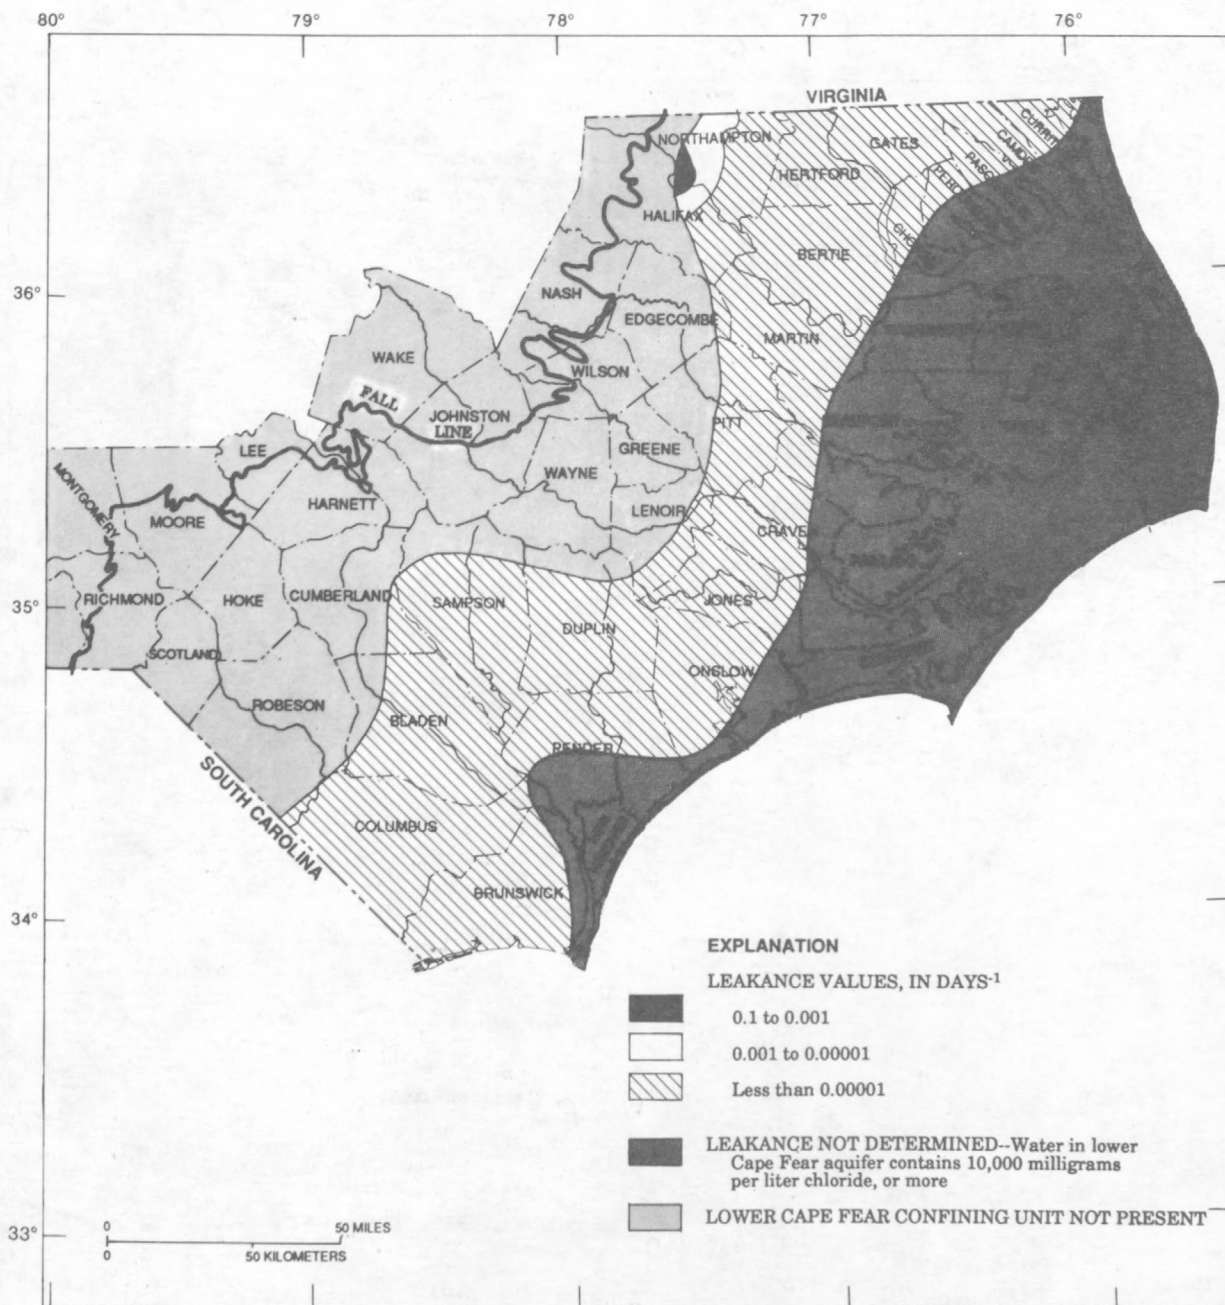 80°
79°
78°
77°
76°
VIRGINIA
NORTHAMPTON
GATES
HERTFORD
HALIFAX
BERTIE
36°
NASH
EDGECOMBE
MARTIN
WAKE
WILSON
FALL
LINE
JOHNSTON
PITT
LEE
GREENE
WAYNE
MONTGOMERY
HARNETT
LENOIR
MOORE
CRAVEN
35°
RICHMOND
HOKE
CUMBERLAND
SAMPSON
JONES
DUPLIN
SCOTLAND
ONSLOW
ROBESON
BLADEN
PENDER
SOUTH CAROLINA
COLUMBUS
BRUNSWICK
34°
EXPLANATION
LEAKANCE VALUES, IN DAYS⁻¹
0.1 to 0.001
0.001 to 0.00001
Less than 0.00001
LEAKANCE NOT DETERMINED--Water in lower
Cape Fear aquifer contains 10,000 milligrams
per liter chloride, or more
LOWER CAPE FEAR CONFINING UNIT NOT PRESENT
33°
0 50 MILES
0 50 KILOMETERS